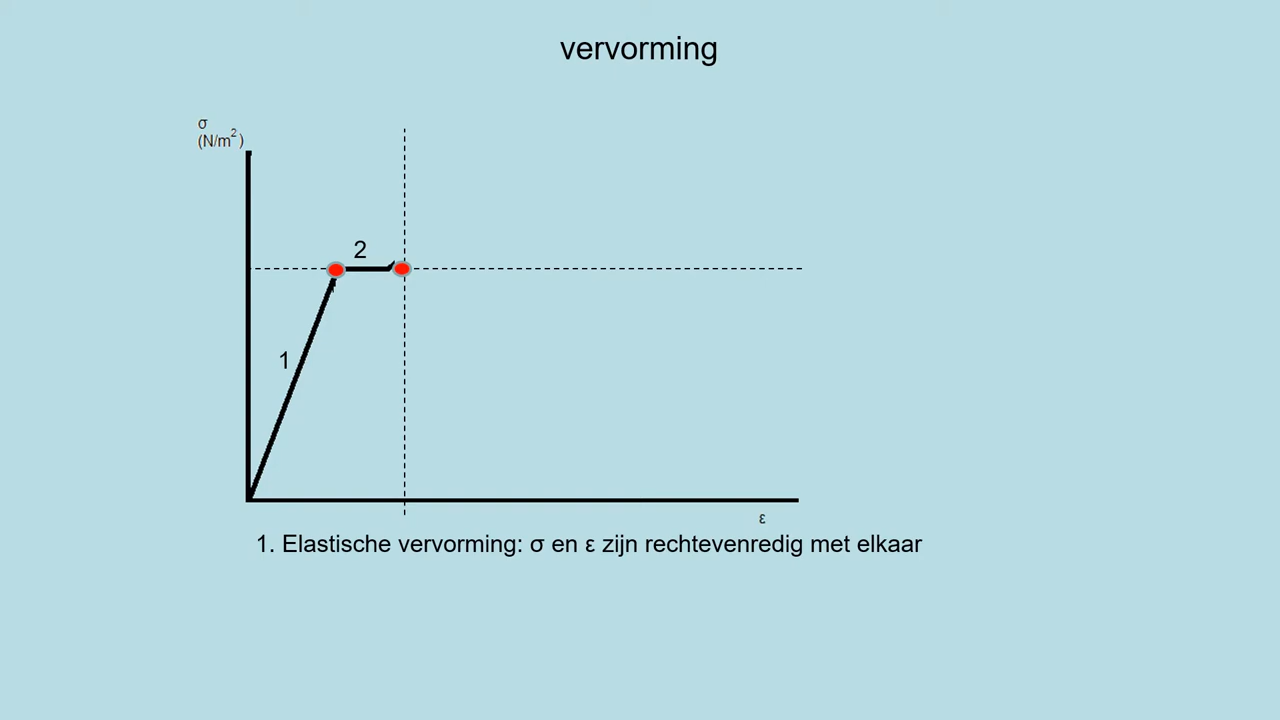 vervorming
σ
(N/m²)
2
1
ε
1. Elastische vervorming: σ en ε zijn rechtevenredig met elkaar